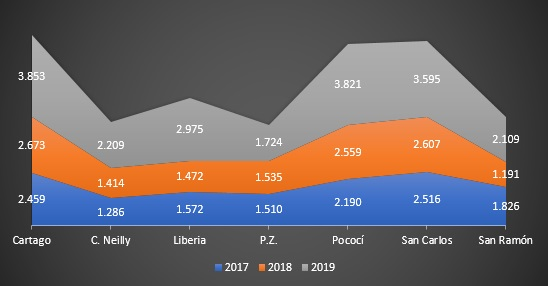 3.853 2.209 2.975 1.724 3.821 3.595 2.109
2.673 1.414 1.472 1.535 2.559 2.607 1.191
2.459 1.286 1.572 1.510 2.190 2.516 1.826
Cartago C. Neilly Liberia P.Z. Pococí San Carlos San Ramón
2017 2018 2019